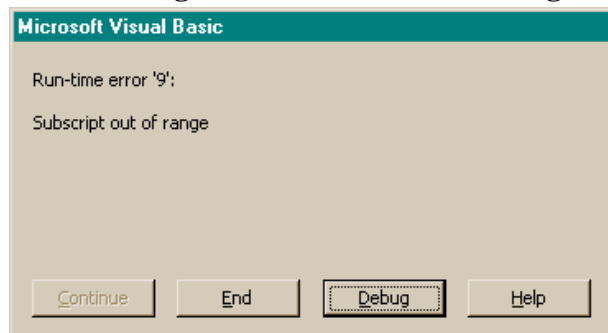 Microsoft Visual Basic
Run-time error '9':
Subscript out of range
Continue End Debug Help